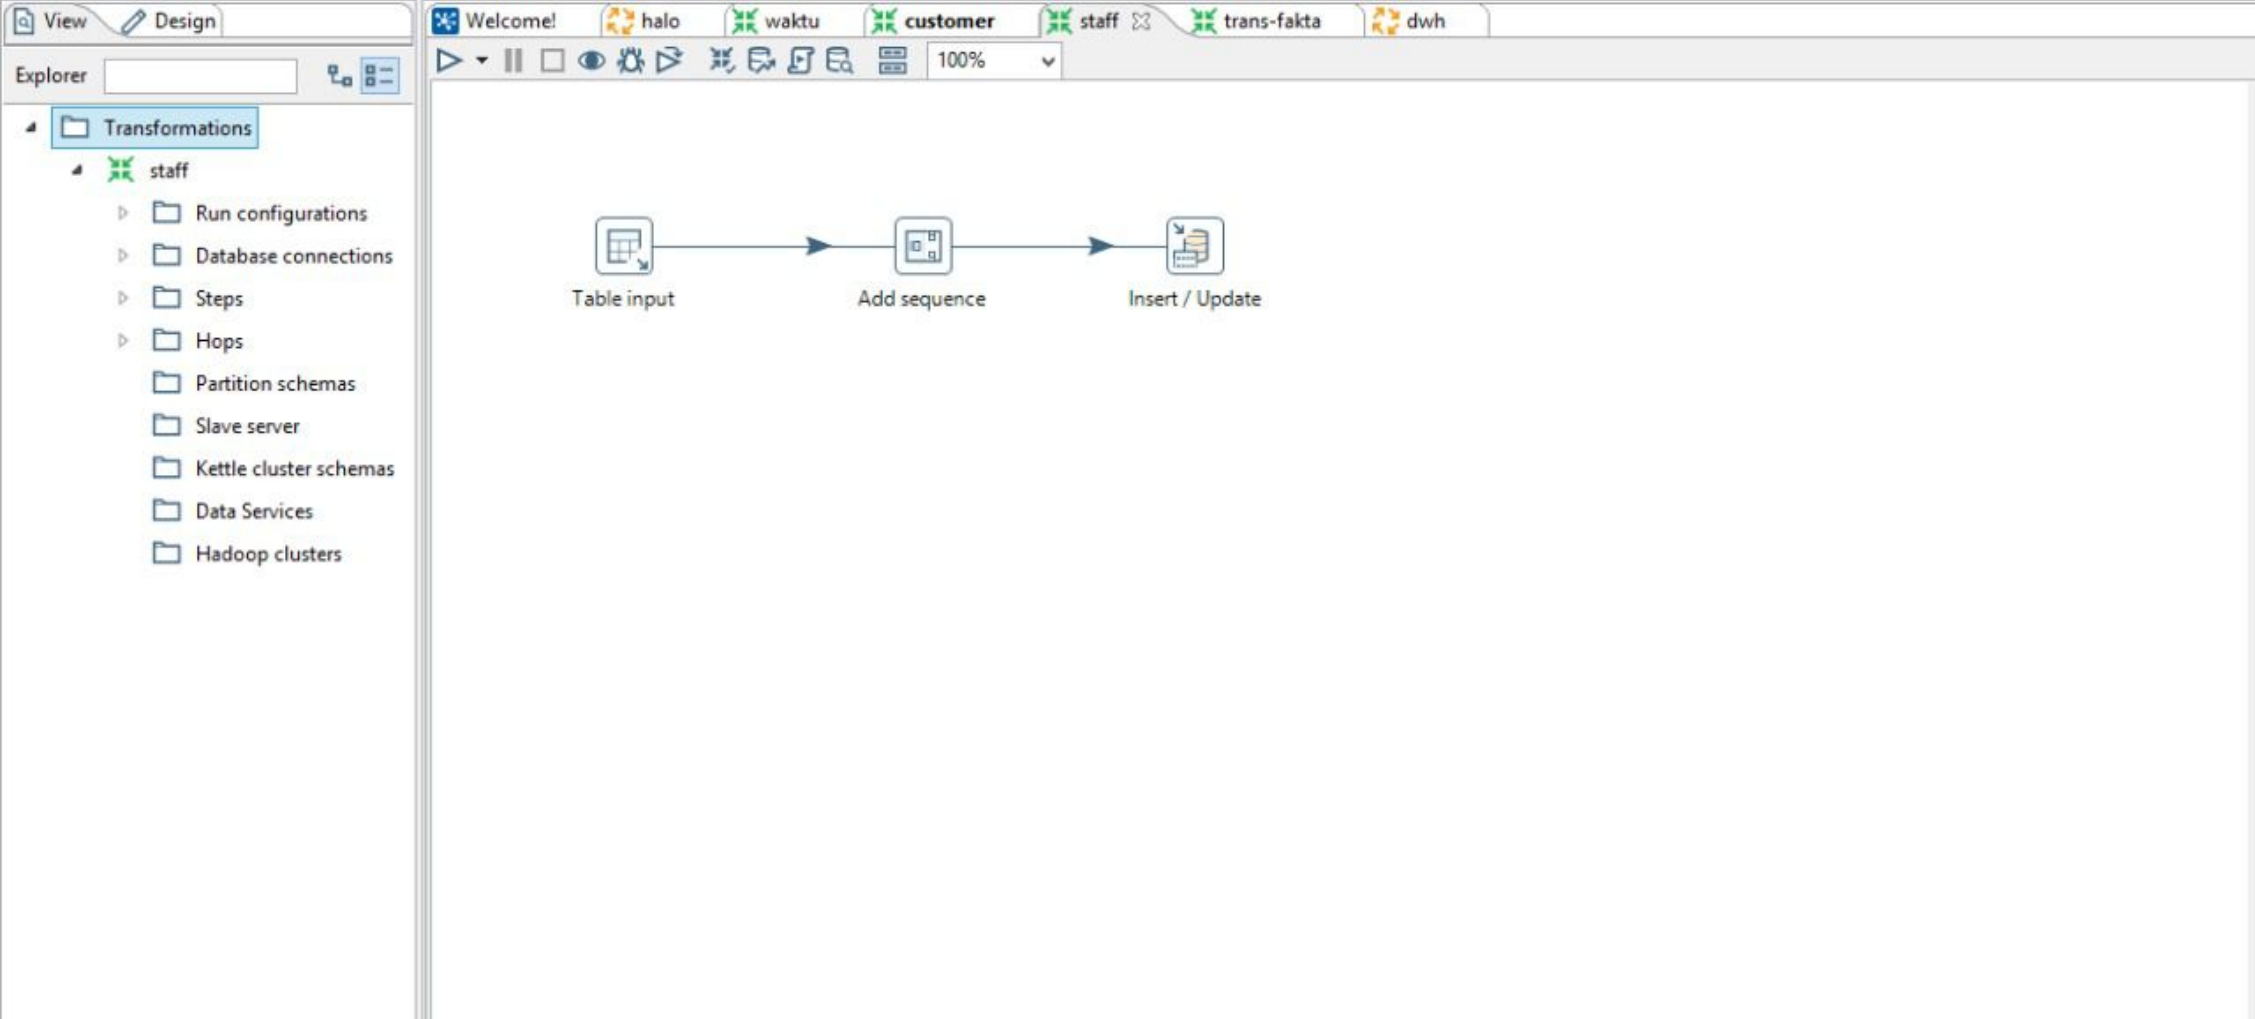 View Design
Welcome! halo waktu customer staff trans-fakta dwh
Explorer
100%
Transformations
staff
Run configurations
Database connections
Steps
Hops
Partition schemas
Slave server
Kettle cluster schemas
Data Services
Hadoop clusters
Table input Add sequence Insert / Update